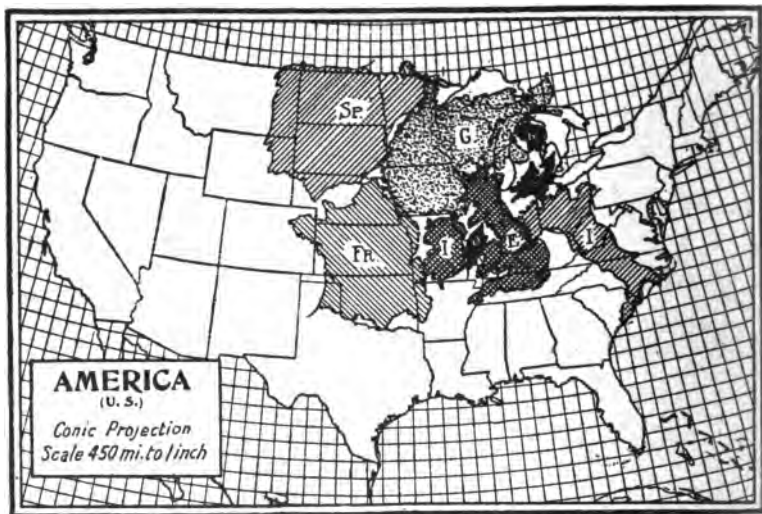 Sp.
G.
Fr.
I
E.
I
AMERICA
(U. S.)
Conic Projection
Scale 450 mi. to 1 inch